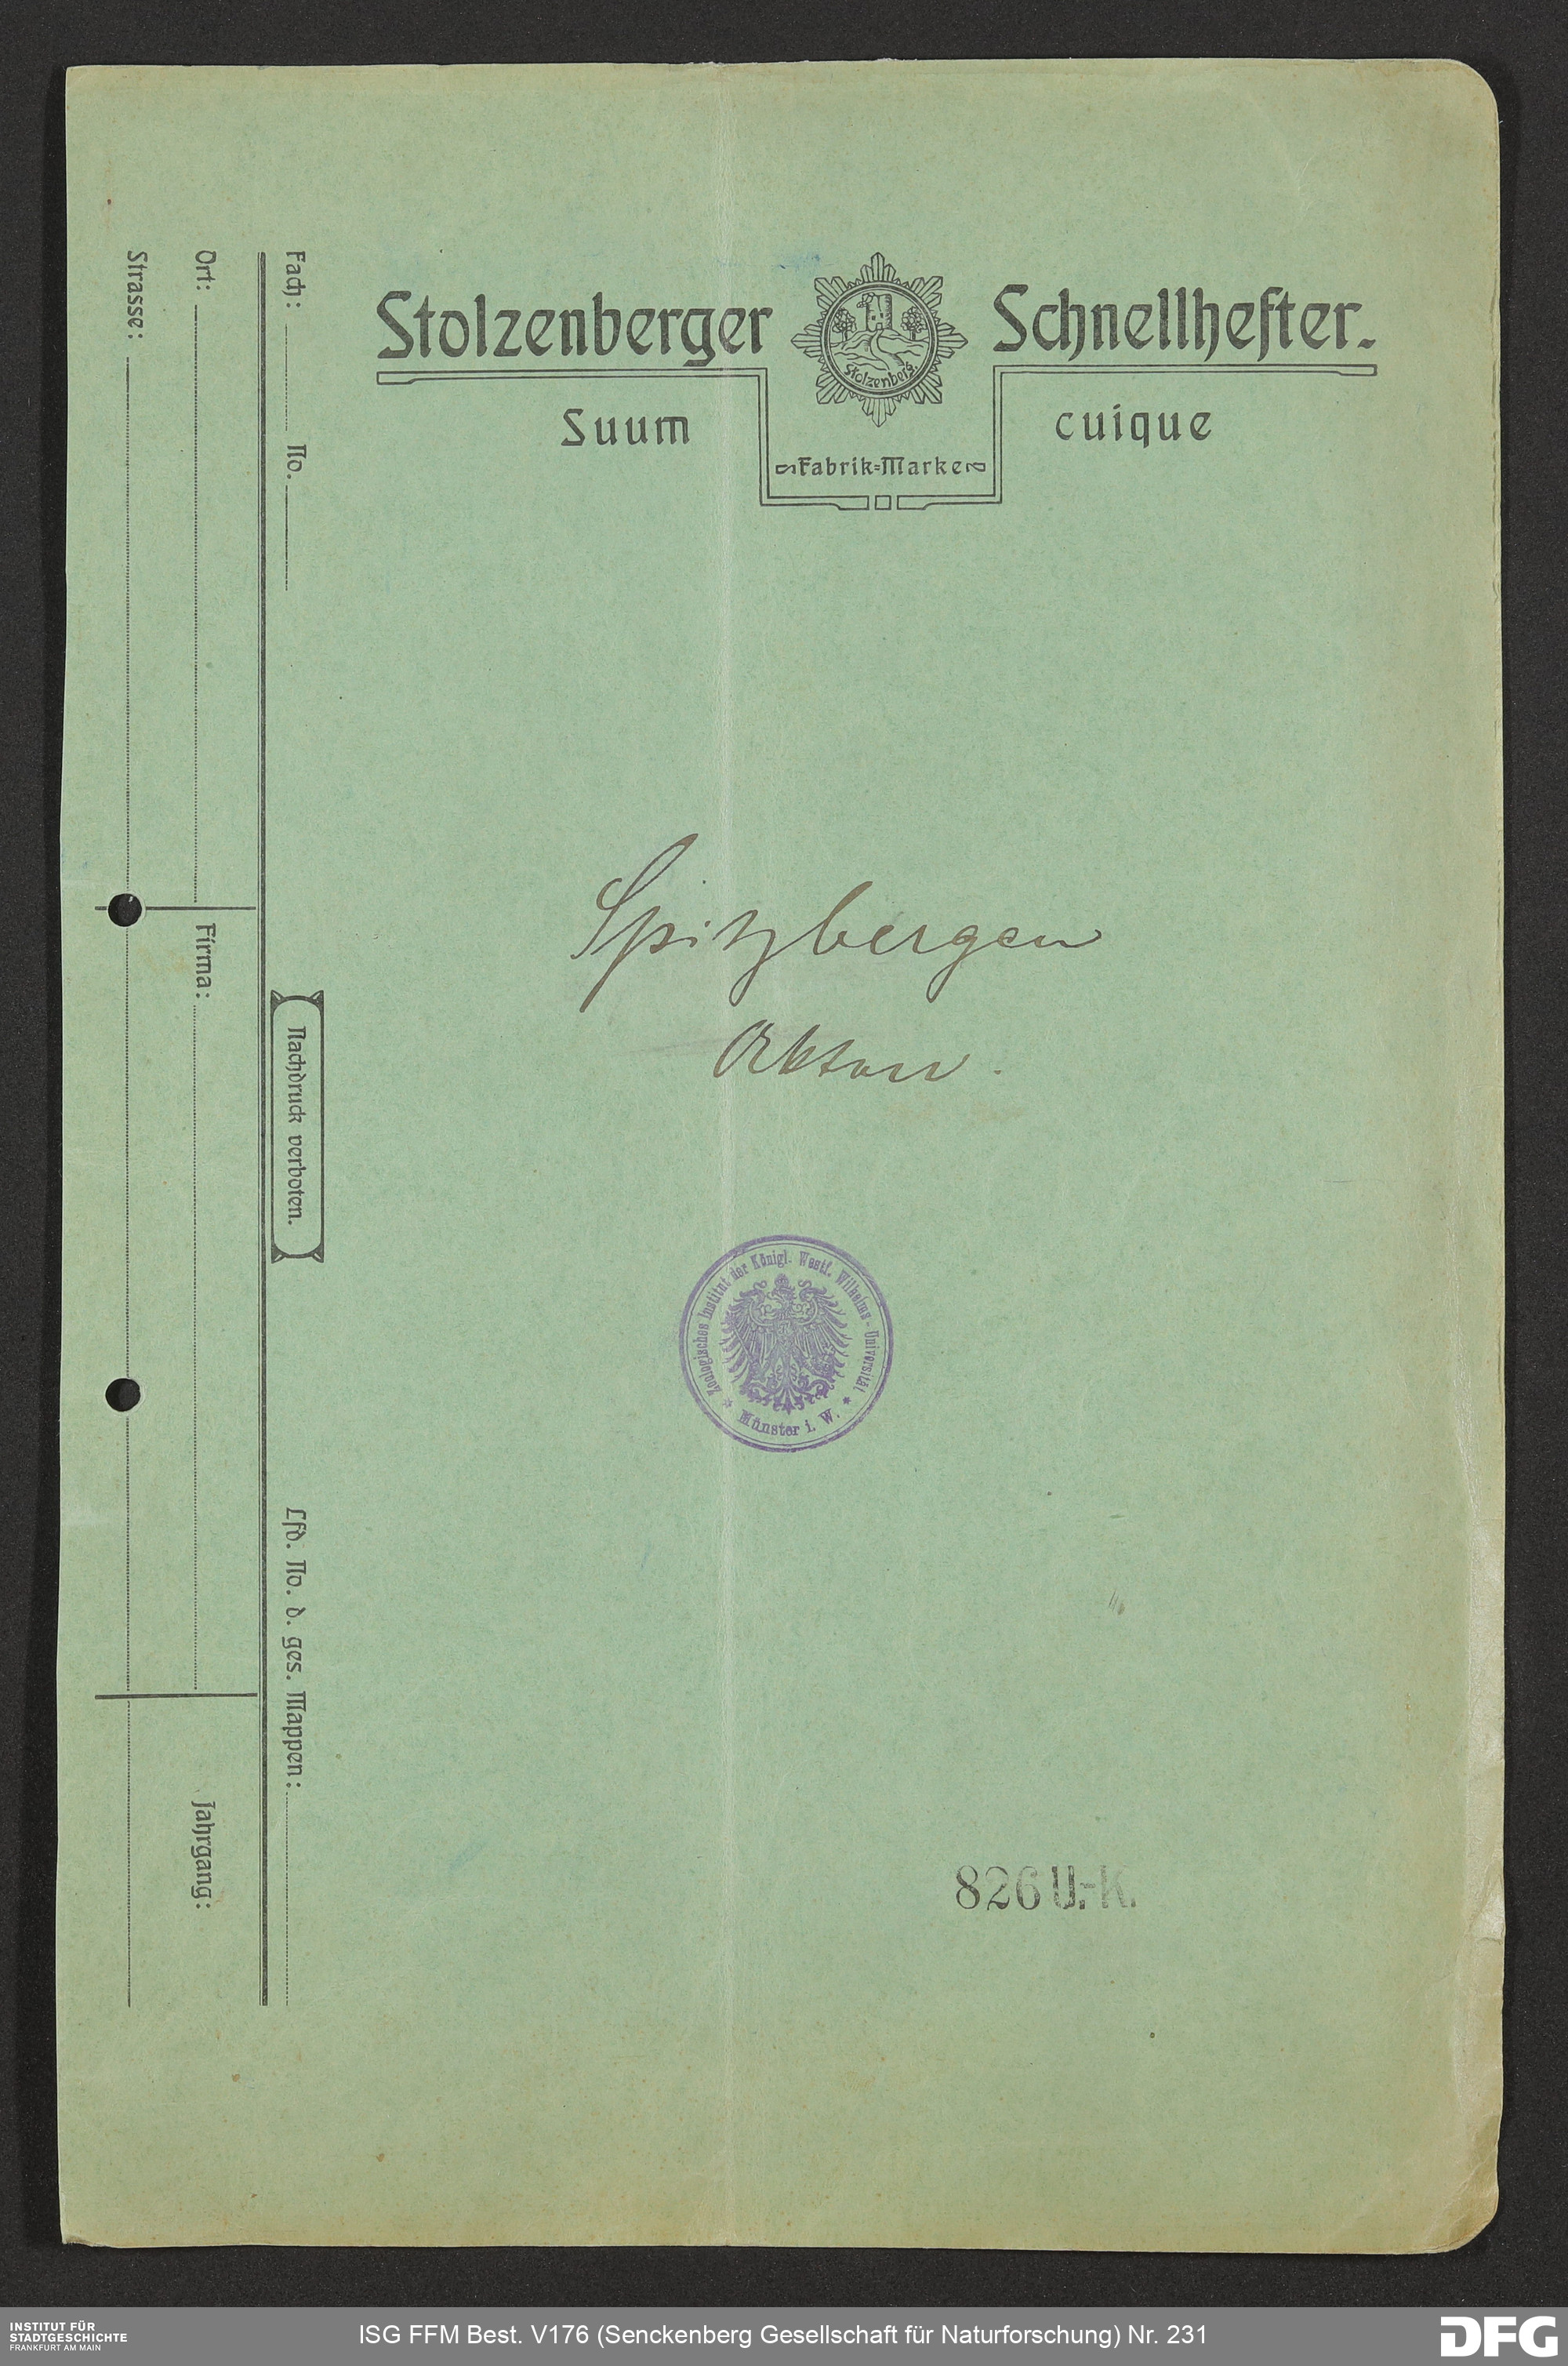 Stolzenberger Schnellhefter.
Stolzenberg.
Suum cuique
Fabrik=Marke
Fach: No.
Nachdruck verboten.
Lfd. No. d. ges. Mappen:
Ort: Firma: Jahrgang:
Strasse:
Spitzbergen
Akten.
Zoologisches Institut der Königl. Westf. Wilhelms-Universität
* Münster i. W. *
826 U.-K.
INSTITUT FÜR
STADTGESCHICHTE
FRANKFURT AM MAIN
ISG FFM Best. V176 (Senckenberg Gesellschaft für Naturforschung) Nr. 231
DFG